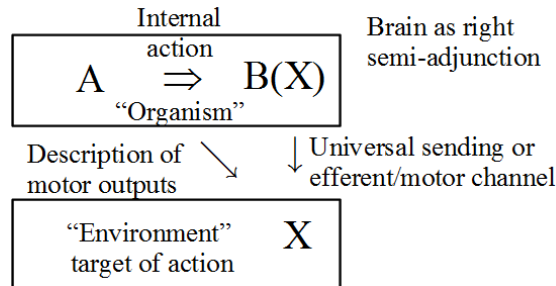 Internal
action
Brain as right
semi-adjunction
A ⇒ B(X)
“Organism”
Description of
motor outputs
Universal sending or
efferent/motor channel
“Environment” X
target of action